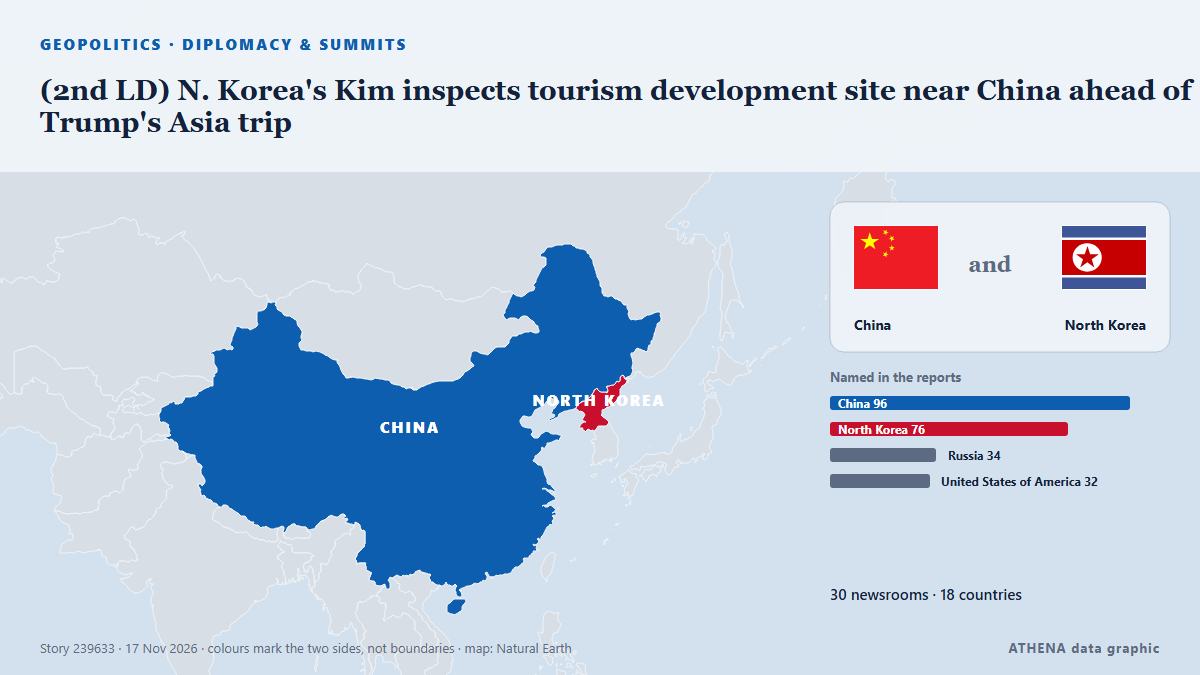 GEOPOLITICS · DIPLOMACY & SUMMITS
(2nd LD) N. Korea's Kim inspects tourism development site near China ahead of
Trump's Asia trip
and
China
North Korea
Named in the reports
China 96
North Korea 76
Russia 34
United States of America 32
NORTH KOREA
CHINA
30 newsrooms · 18 countries
Story 239633 · 17 Nov 2026 · colours mark the two sides, not boundaries · map: Natural Earth
ATHENA data graphic